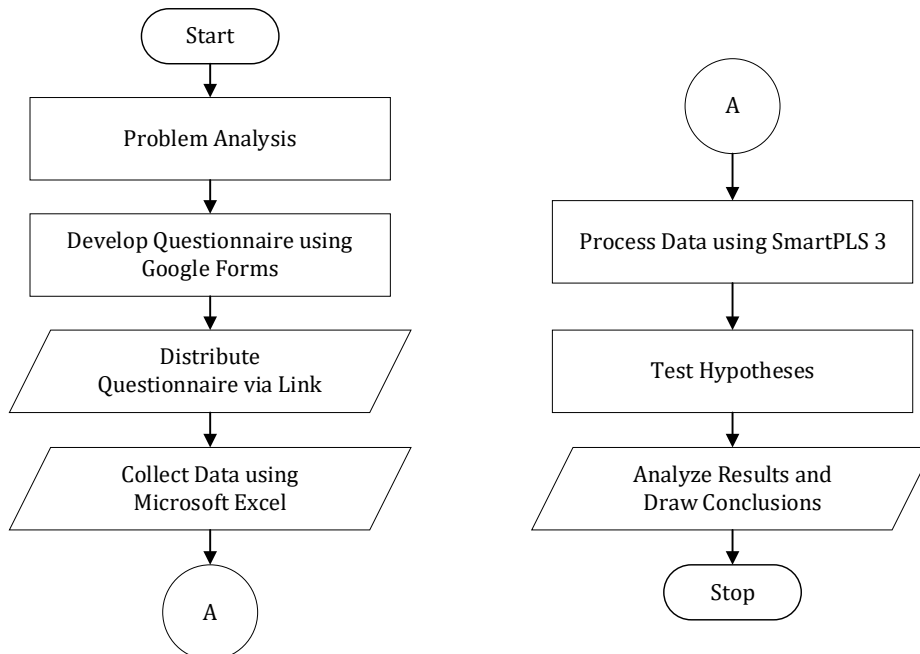 Start
Problem Analysis
Develop Questionnaire using
Google Forms
Distribute
Questionnaire via Link
Collect Data using
Microsoft Excel
A
A
Process Data using SmartPLS 3
Test Hypotheses
Analyze Results and
Draw Conclusions
Stop